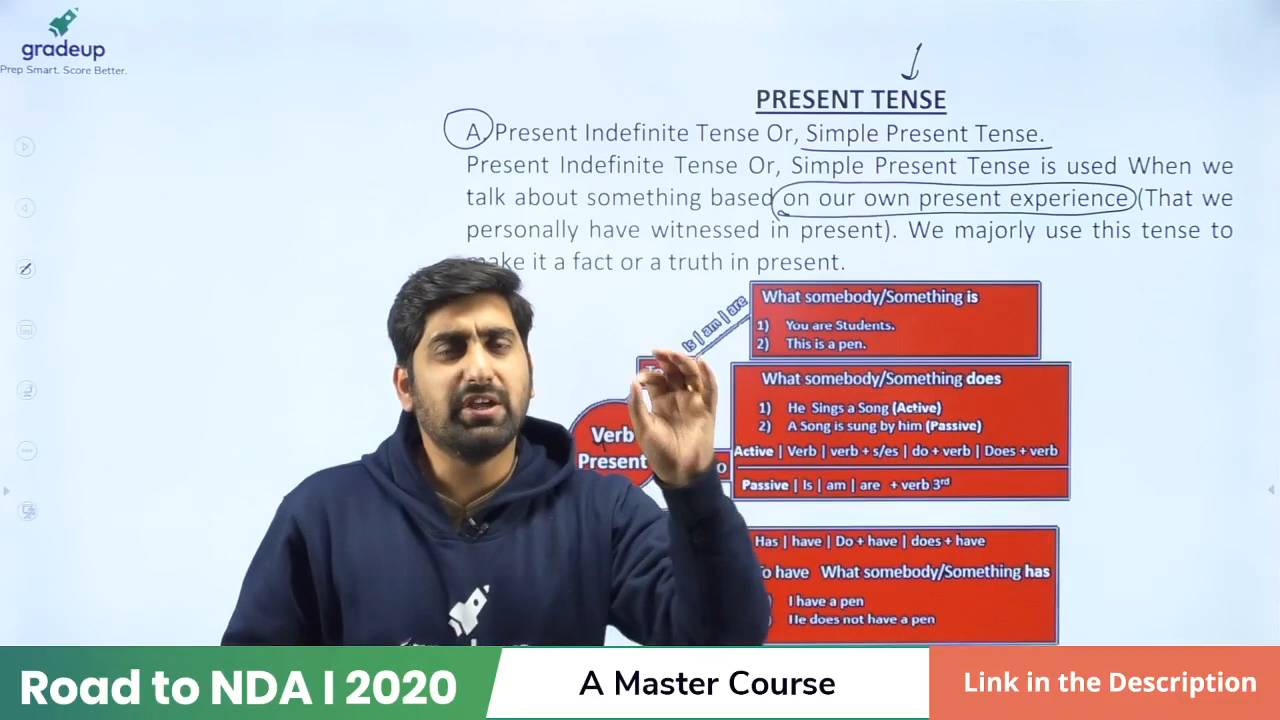 gradeup
Prep Smart. Score Better.
PRESENT TENSE
A. Present Indefinite Tense Or, Simple Present Tense.
Present Indefinite Tense Or, Simple Present Tense is used When we
talk about something based on our own present experience (That we
personally have witnessed in present). We majorly use this tense to
make it a fact or a truth in present.
Is | am | are
What somebody/Something is
1) You are Students.
2) This is a pen.
What somebody/Something does
1) He Sings a Song (Active)
2) A Song is sung by him (Passive)
Active | Verb | verb + s/es | do + verb | Does + verb
Passive | Is | am | are + verb 3rd
Verb
Present
Has | have | Do + have | does + have
To have What somebody/Something has
I have a pen
He does not have a pen
Road to NDA | 2020
A Master Course
Link in the Description